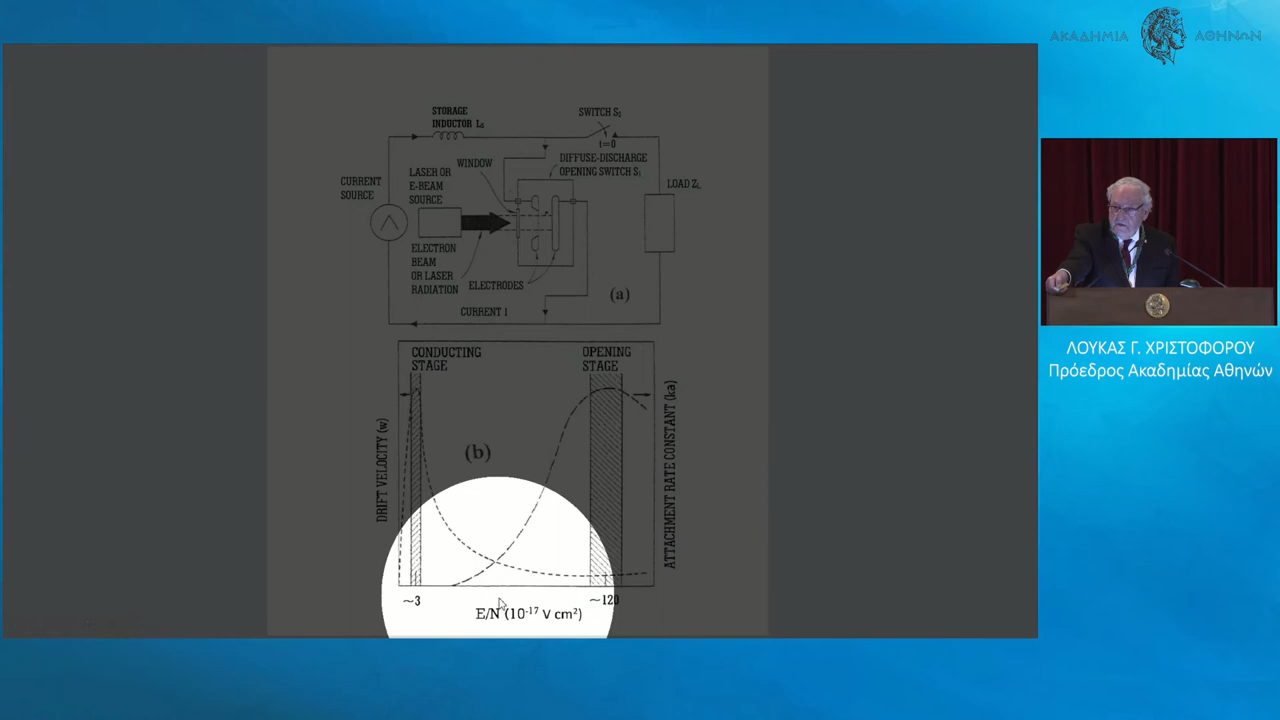 ΑΚΑΔΗΜΙΑ ΑΘΗΝΩΝ
STORAGE
INDUCTOR Ls
SWITCH S2
t=0
WINDOW
DIFFUSE-DISCHARGE
OPENING SWITCH S1
LASER OR
E-BEAM
SOURCE
CURRENT
SOURCE
LOAD ZL
ELECTRON
BEAM
OR LASER
RADIATION
ELECTRODES
(a)
CURRENT I
CONDUCTING
STAGE
OPENING
STAGE
DRIFT VELOCITY (w)
(b)
ATTACHMENT RATE CONSTANT (ka)
~3
~120
E/N (10⁻¹⁷ V cm²)
ΛΟΥΚΑΣ Γ. ΧΡΙΣΤΟΦΟΡΟΥ
Πρόεδρος Ακαδημίας Αθηνών